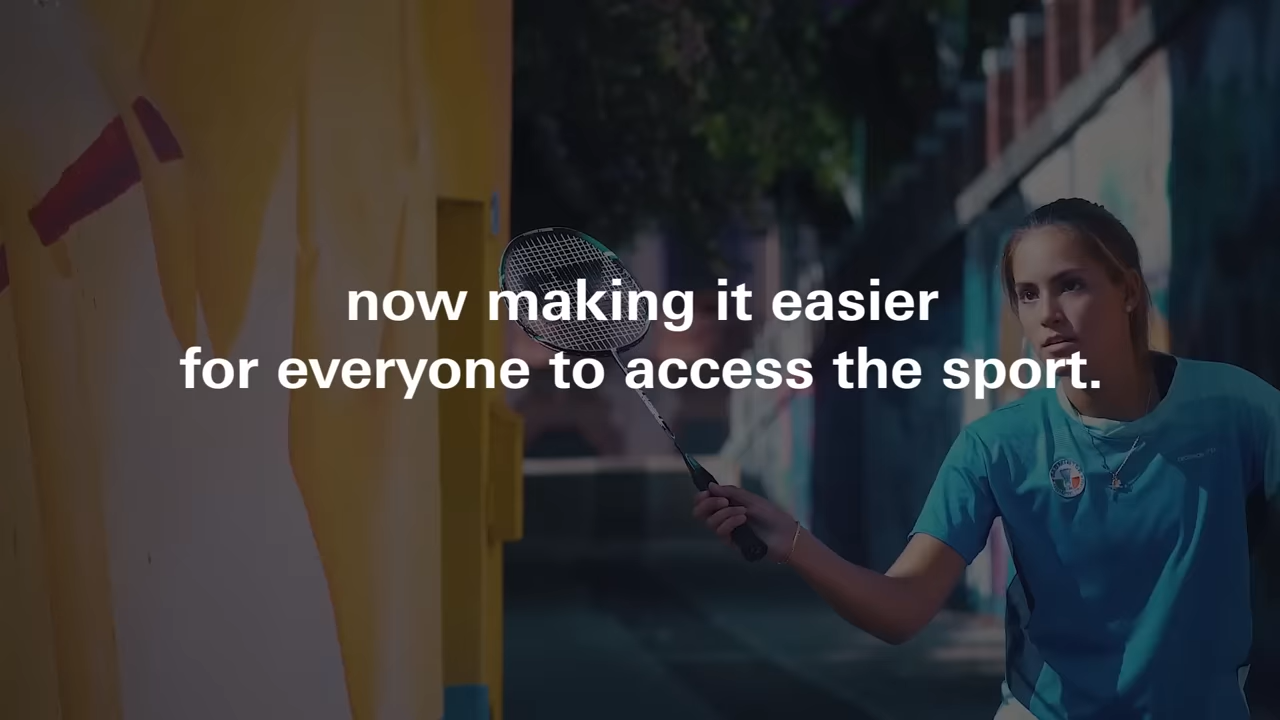 now making it easier
for everyone to access the sport.